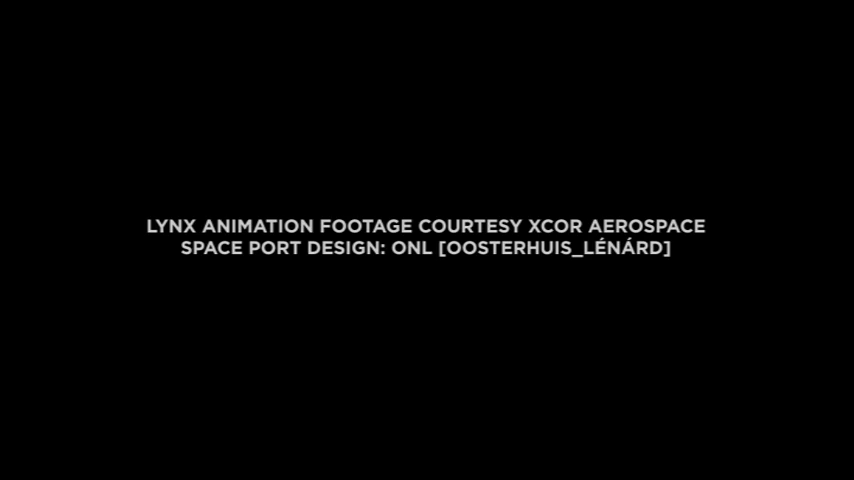 LYNX ANIMATION FOOTAGE COURTESY XCOR AEROSPACE
SPACE PORT DESIGN: ONL [OOSTERHUIS_LÉNÁRD]